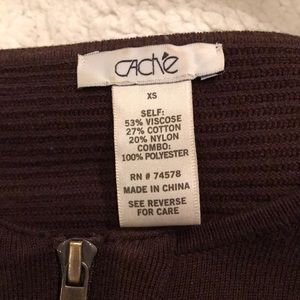 CACHÉ
XS
SELF:
53% VISCOSE
27% COTTON
20% NYLON
COMBO:
100% POLYESTER
RN # 74578
MADE IN CHINA
SEE REVERSE
FOR CARE